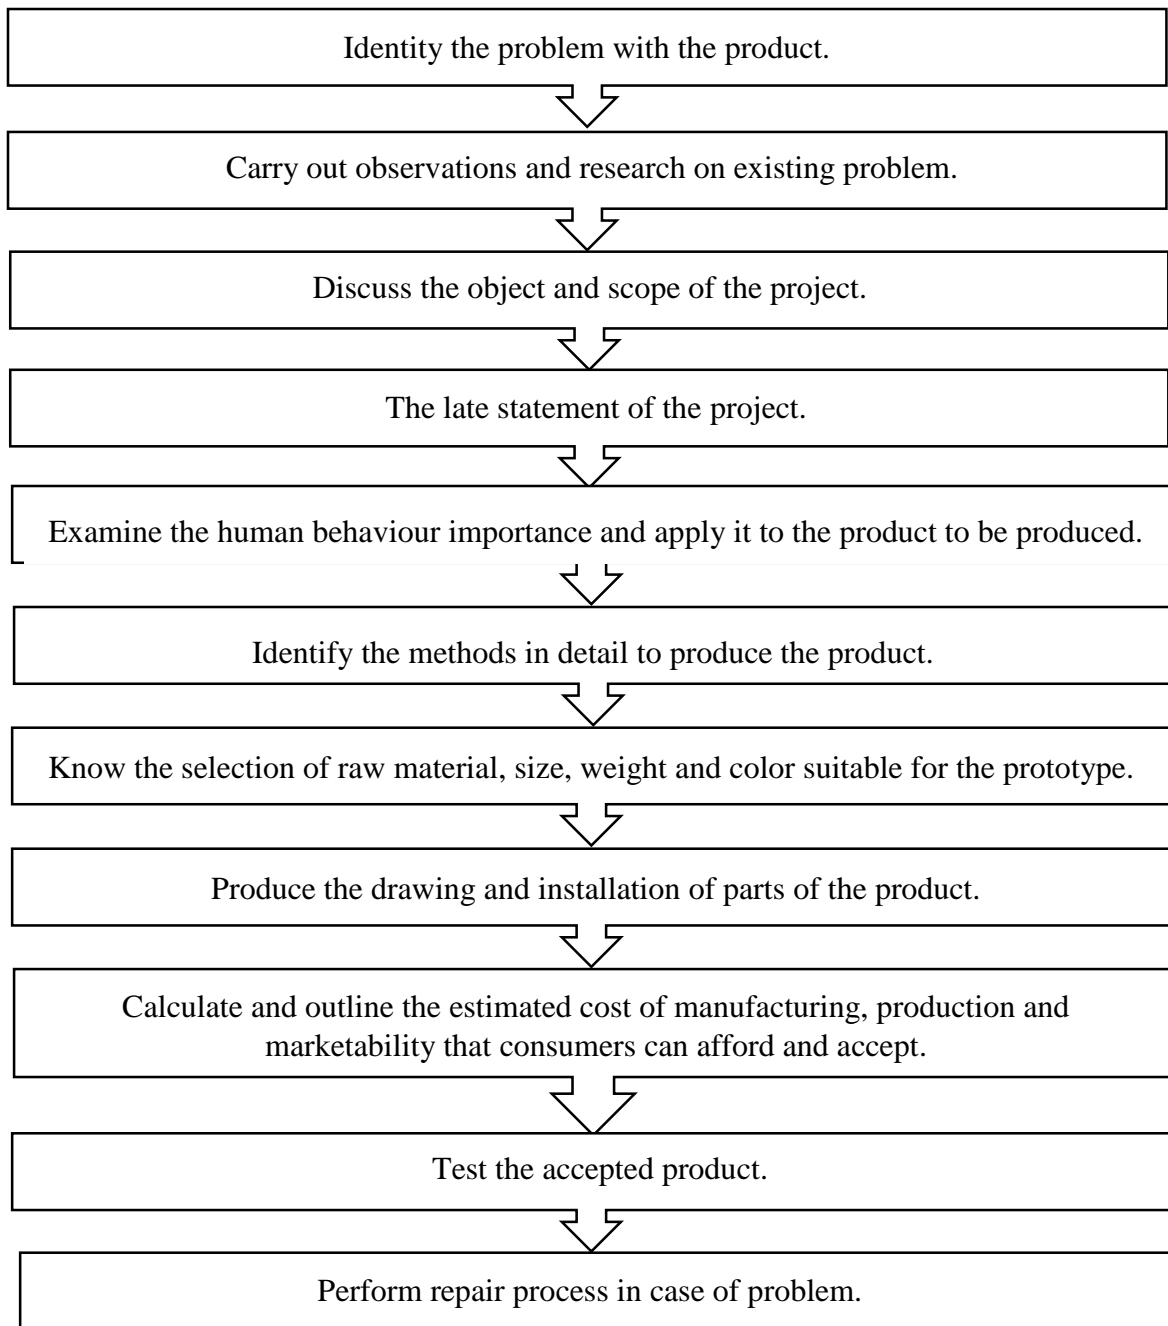 Identity the problem with the product.
Carry out observations and research on existing problem.
Discuss the object and scope of the project.
The late statement of the project.
Examine the human behaviour importance and apply it to the product to be produced.
Identify the methods in detail to produce the product.
Know the selection of raw material, size, weight and color suitable for the prototype.
Produce the drawing and installation of parts of the product.
Calculate and outline the estimated cost of manufacturing, production and
marketability that consumers can afford and accept.
Test the accepted product.
Perform repair process in case of problem.